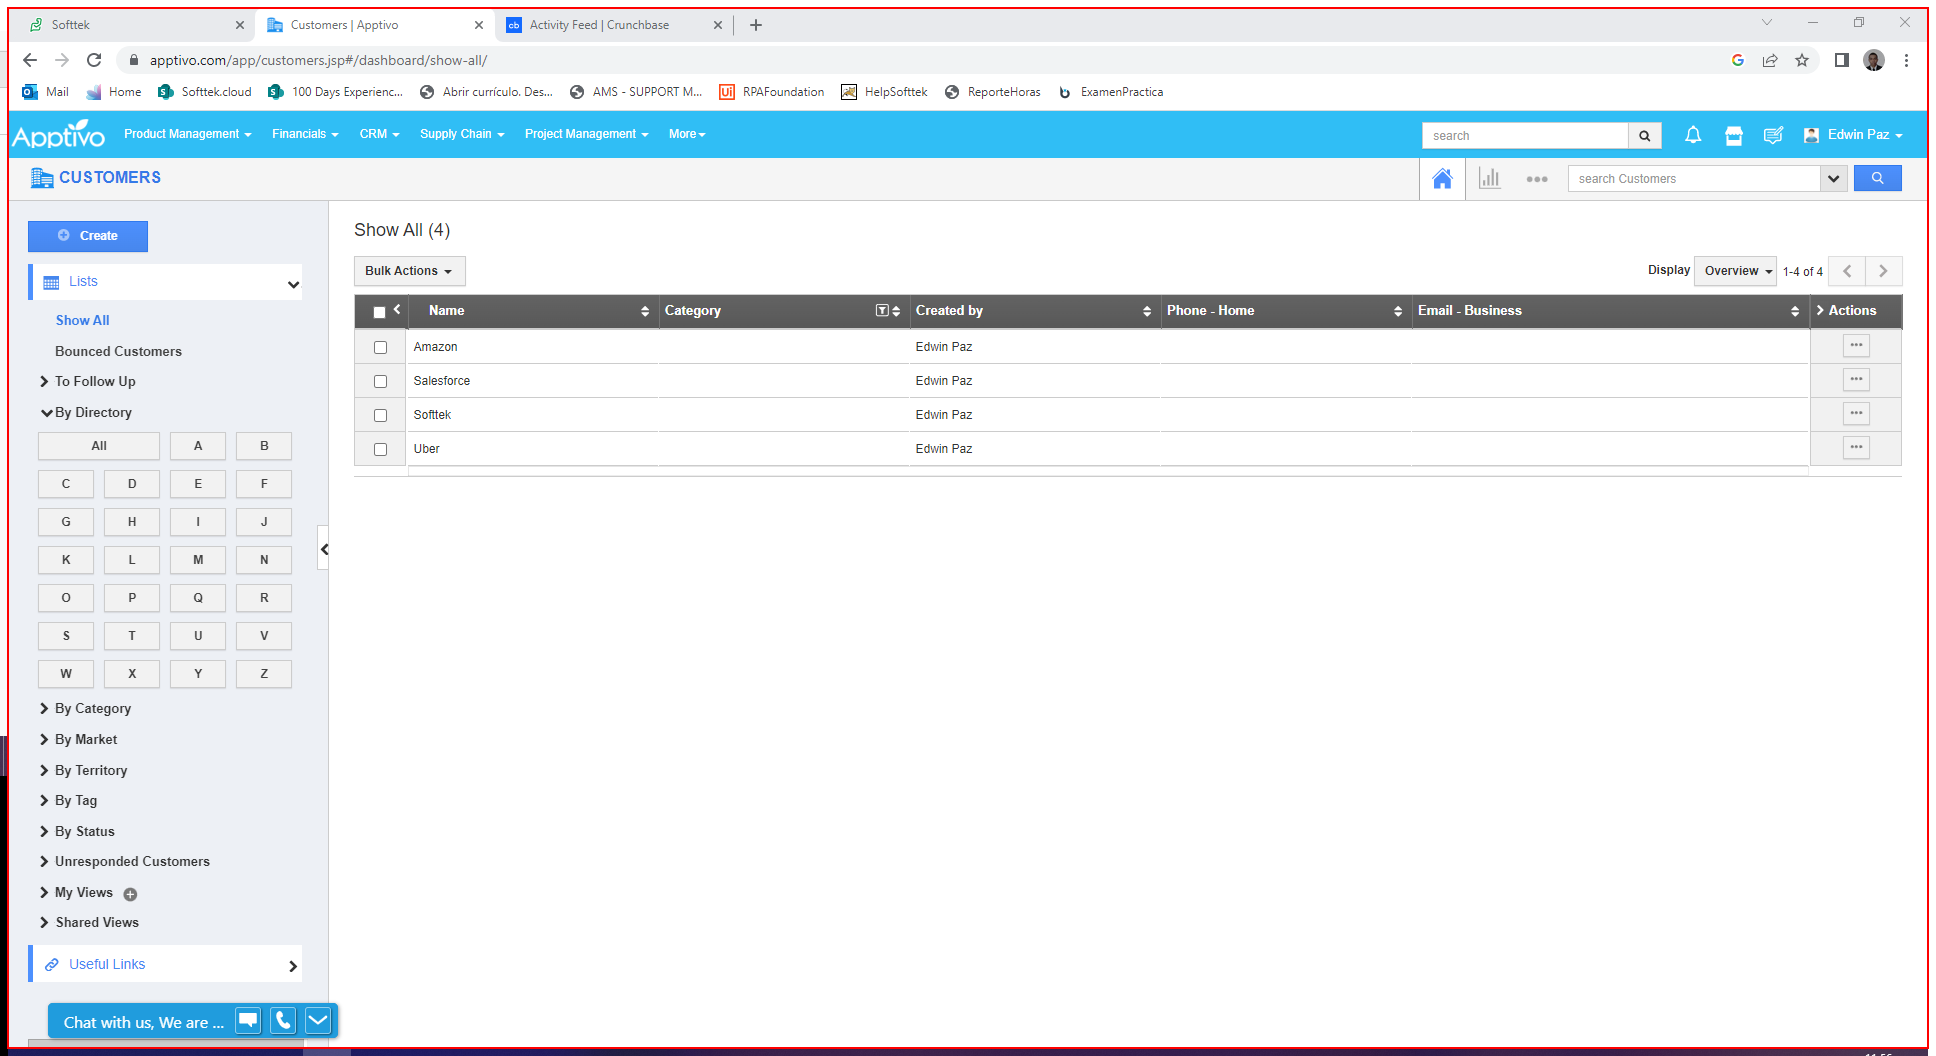 Softtek
Customers | Apptivo
cb
Activity Feed | Crunchbase
apptivo.com/app/customers.jsp#/dashboard/show-all/
Mail
Home
Softtek.cloud
100 Days Experienc...
Abrir currículo. Des...
AMS - SUPPORT M...
Ui
RPAFoundation
HelpSofttek
ReporteHoras
ExamenPractica
Apptivo
Product Management
Financials
CRM
Supply Chain
Project Management
More
search
Edwin Paz
CUSTOMERS
search Customers
Create
Show All (4)
Lists
Bulk Actions
Display
Overview
1-4 of 4
Name
Category
Created by
Phone - Home
Email - Business
Actions
Amazon
Edwin Paz
Salesforce
Edwin Paz
Softtek
Edwin Paz
Uber
Edwin Paz
Show All
Bounced Customers
To Follow Up
By Directory
All A B
C D E F
G H I J
K L M N
O P Q R
S T U V
W X Y Z
By Category
By Market
By Territory
By Tag
By Status
Unresponded Customers
My Views
Shared Views
Useful Links
Chat with us, We are ...